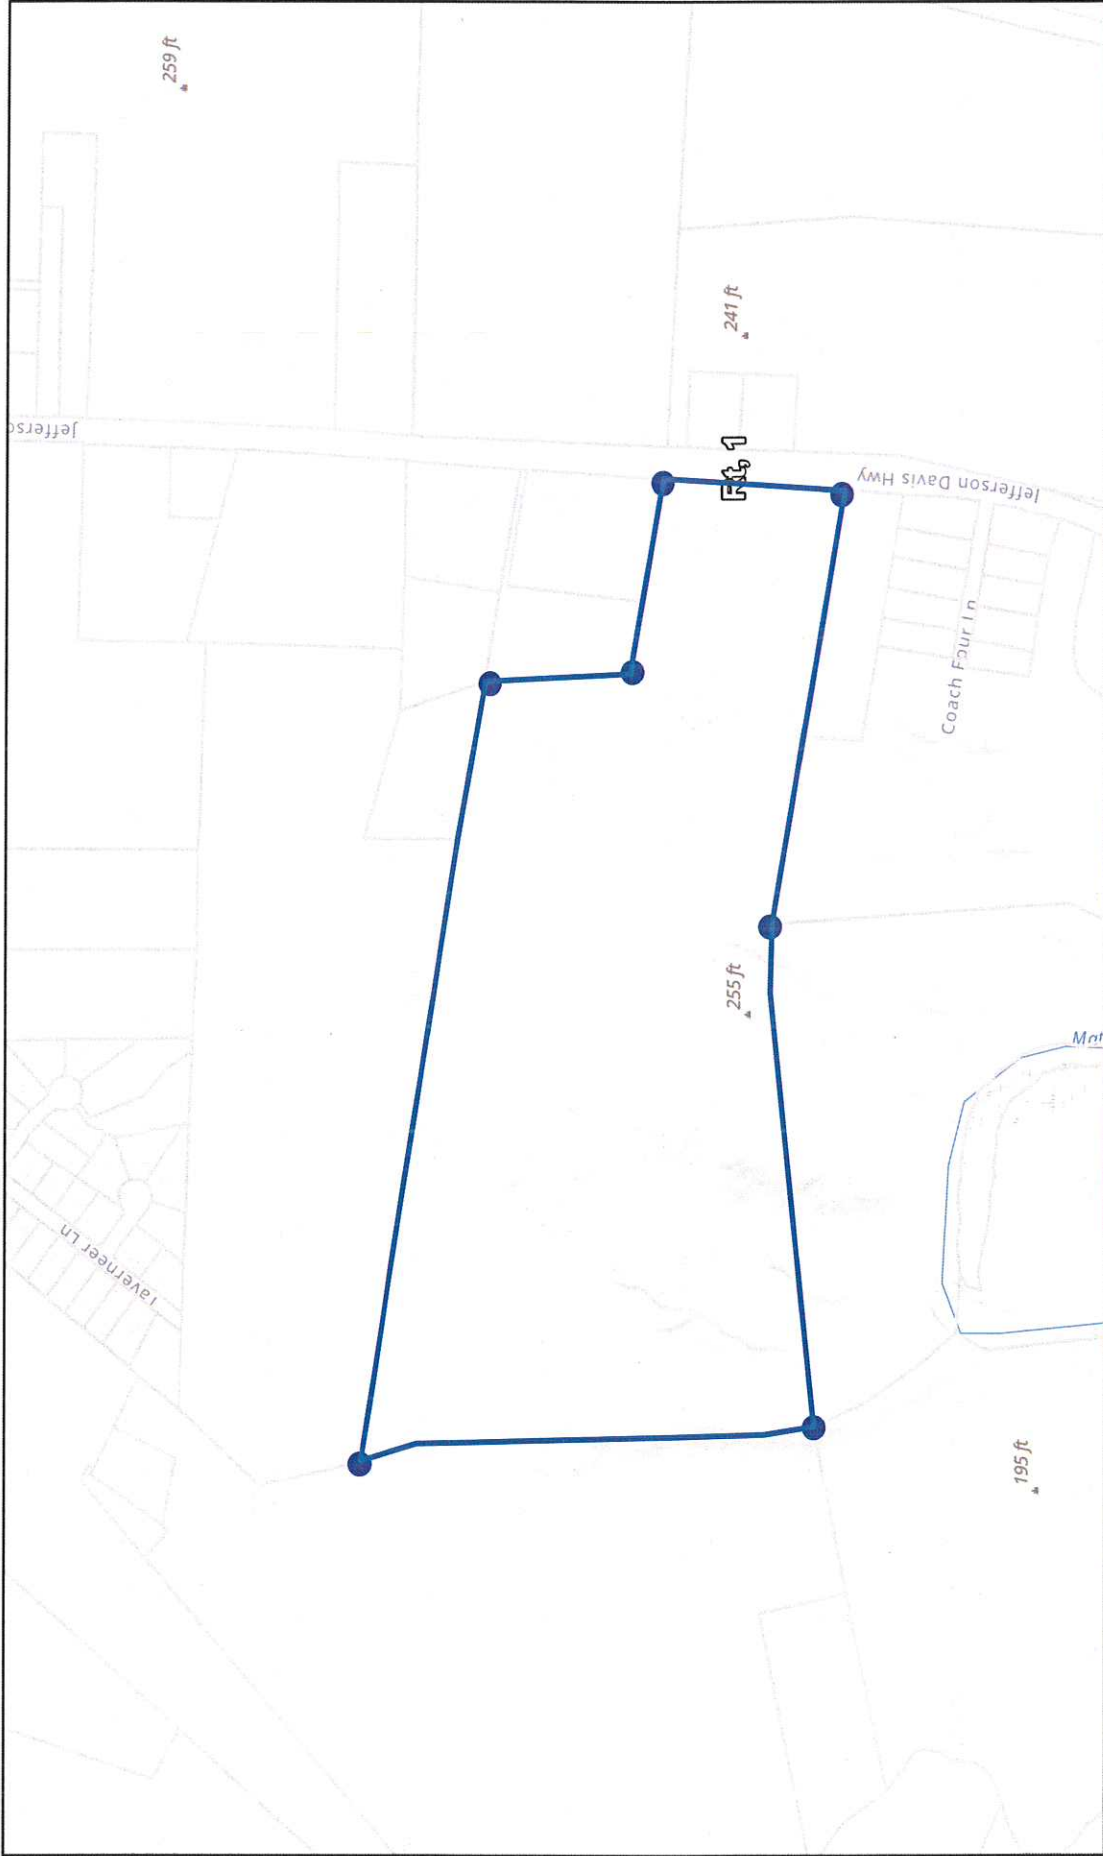 259 ft
241 ft
Jefferso
Rt, 1
Jefferson Davis Hwy
Coach Four Ln
255 ft
Mat
Taverneer Ln
195 ft